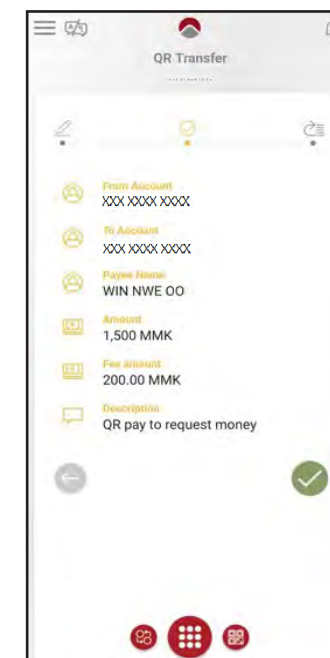 QR Transfer
From Account
XXX XXXX XXXX
To Account
XXX XXXX XXXX
Payee Name
WIN NWE OO
Amount
1,500 MMK
Fee amount
200.00 MMK
Description
QR pay to request money